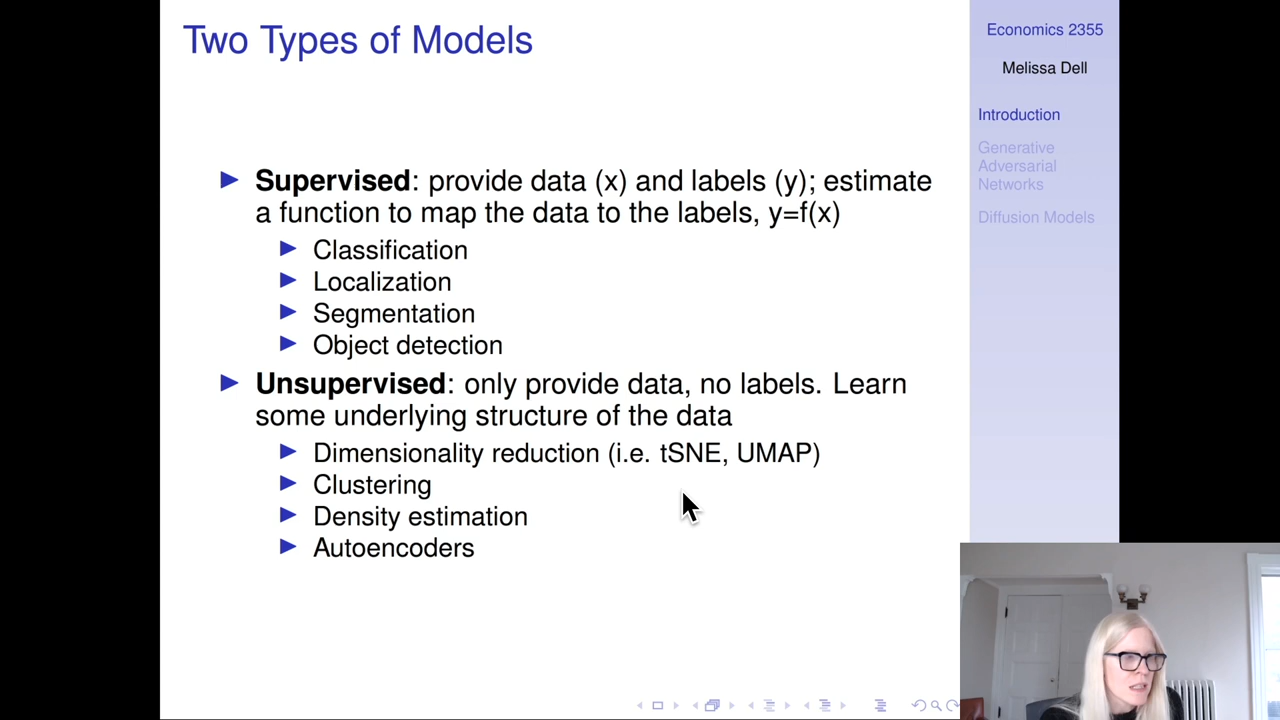 Two Types of Models
Supervised: provide data (x) and labels (y); estimate
a function to map the data to the labels, y=f(x)
Classification
Localization
Segmentation
Object detection
Unsupervised: only provide data, no labels. Learn
some underlying structure of the data
Dimensionality reduction (i.e. tSNE, UMAP)
Clustering
Density estimation
Autoencoders
Economics 2355
Melissa Dell
Introduction
Generative
Adversarial
Networks
Diffusion Models